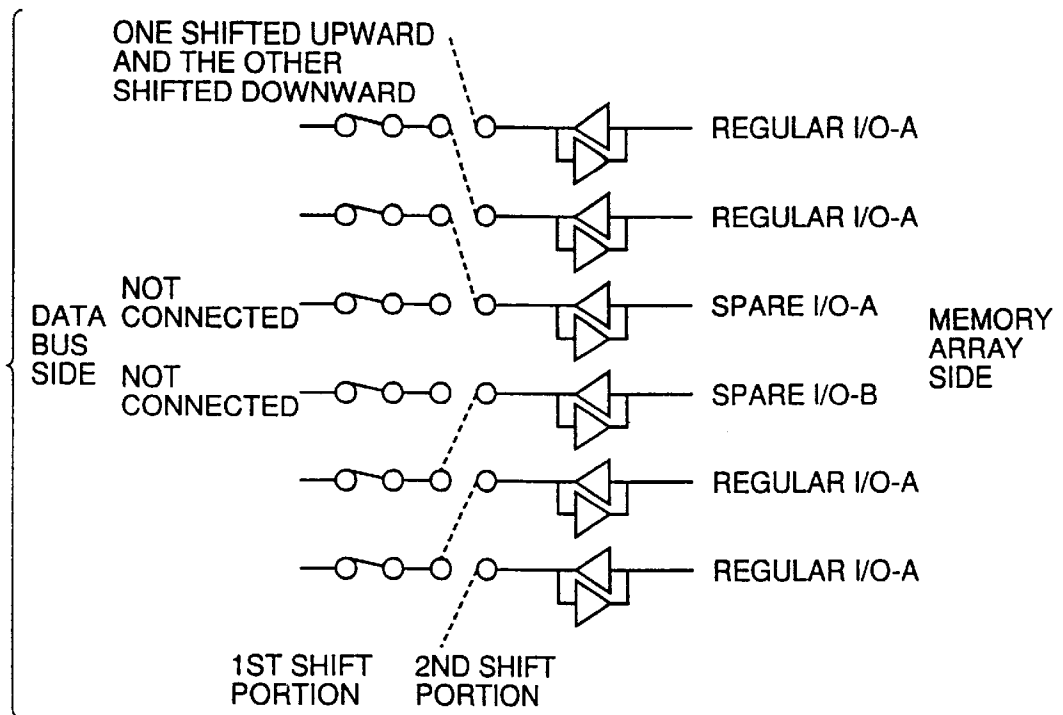 ONE SHIFTED UPWARD
AND THE OTHER
SHIFTED DOWNWARD
REGULAR I/O-A
REGULAR I/O-A
NOT
CONNECTED
SPARE I/O-A
DATA
BUS
SIDE
MEMORY
ARRAY
SIDE
NOT
CONNECTED
SPARE I/O-B
REGULAR I/O-A
REGULAR I/O-A
1ST SHIFT
PORTION
2ND SHIFT
PORTION